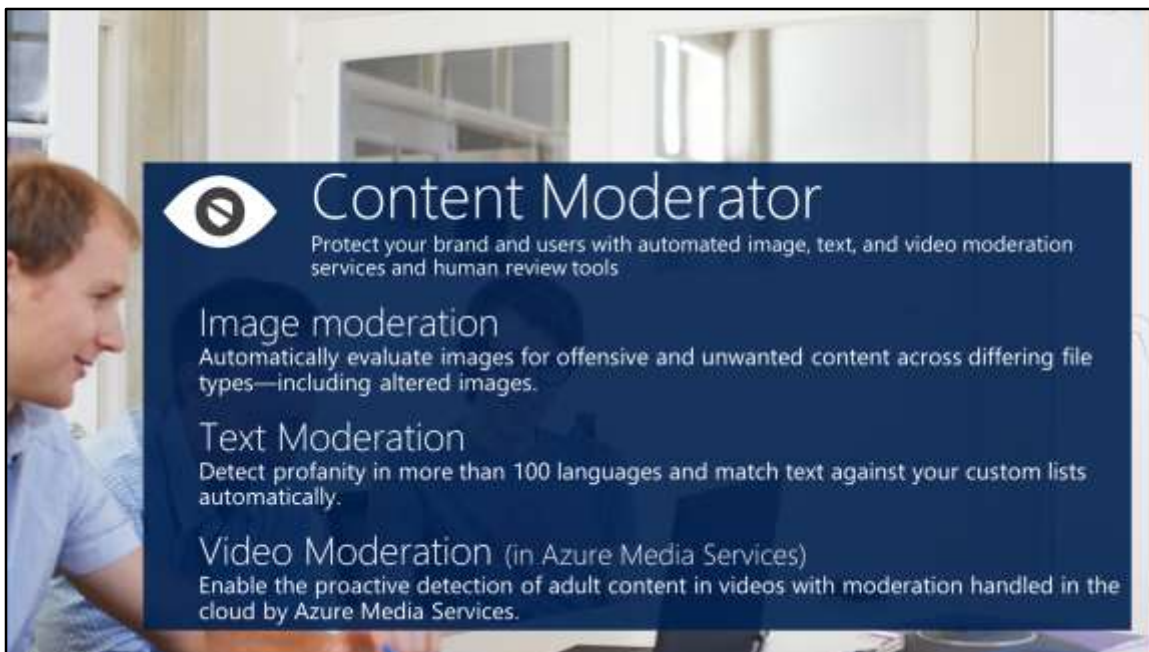 Content Moderator
Protect your brand and users with automated image, text, and video moderation
services and human review tools
Image moderation
Automatically evaluate images for offensive and unwanted content across differing file
types—including altered images.
Text Moderation
Detect profanity in more than 100 languages and match text against your custom lists
automatically.
Video Moderation (in Azure Media Services)
Enable the proactive detection of adult content in videos with moderation handled in the
cloud by Azure Media Services.